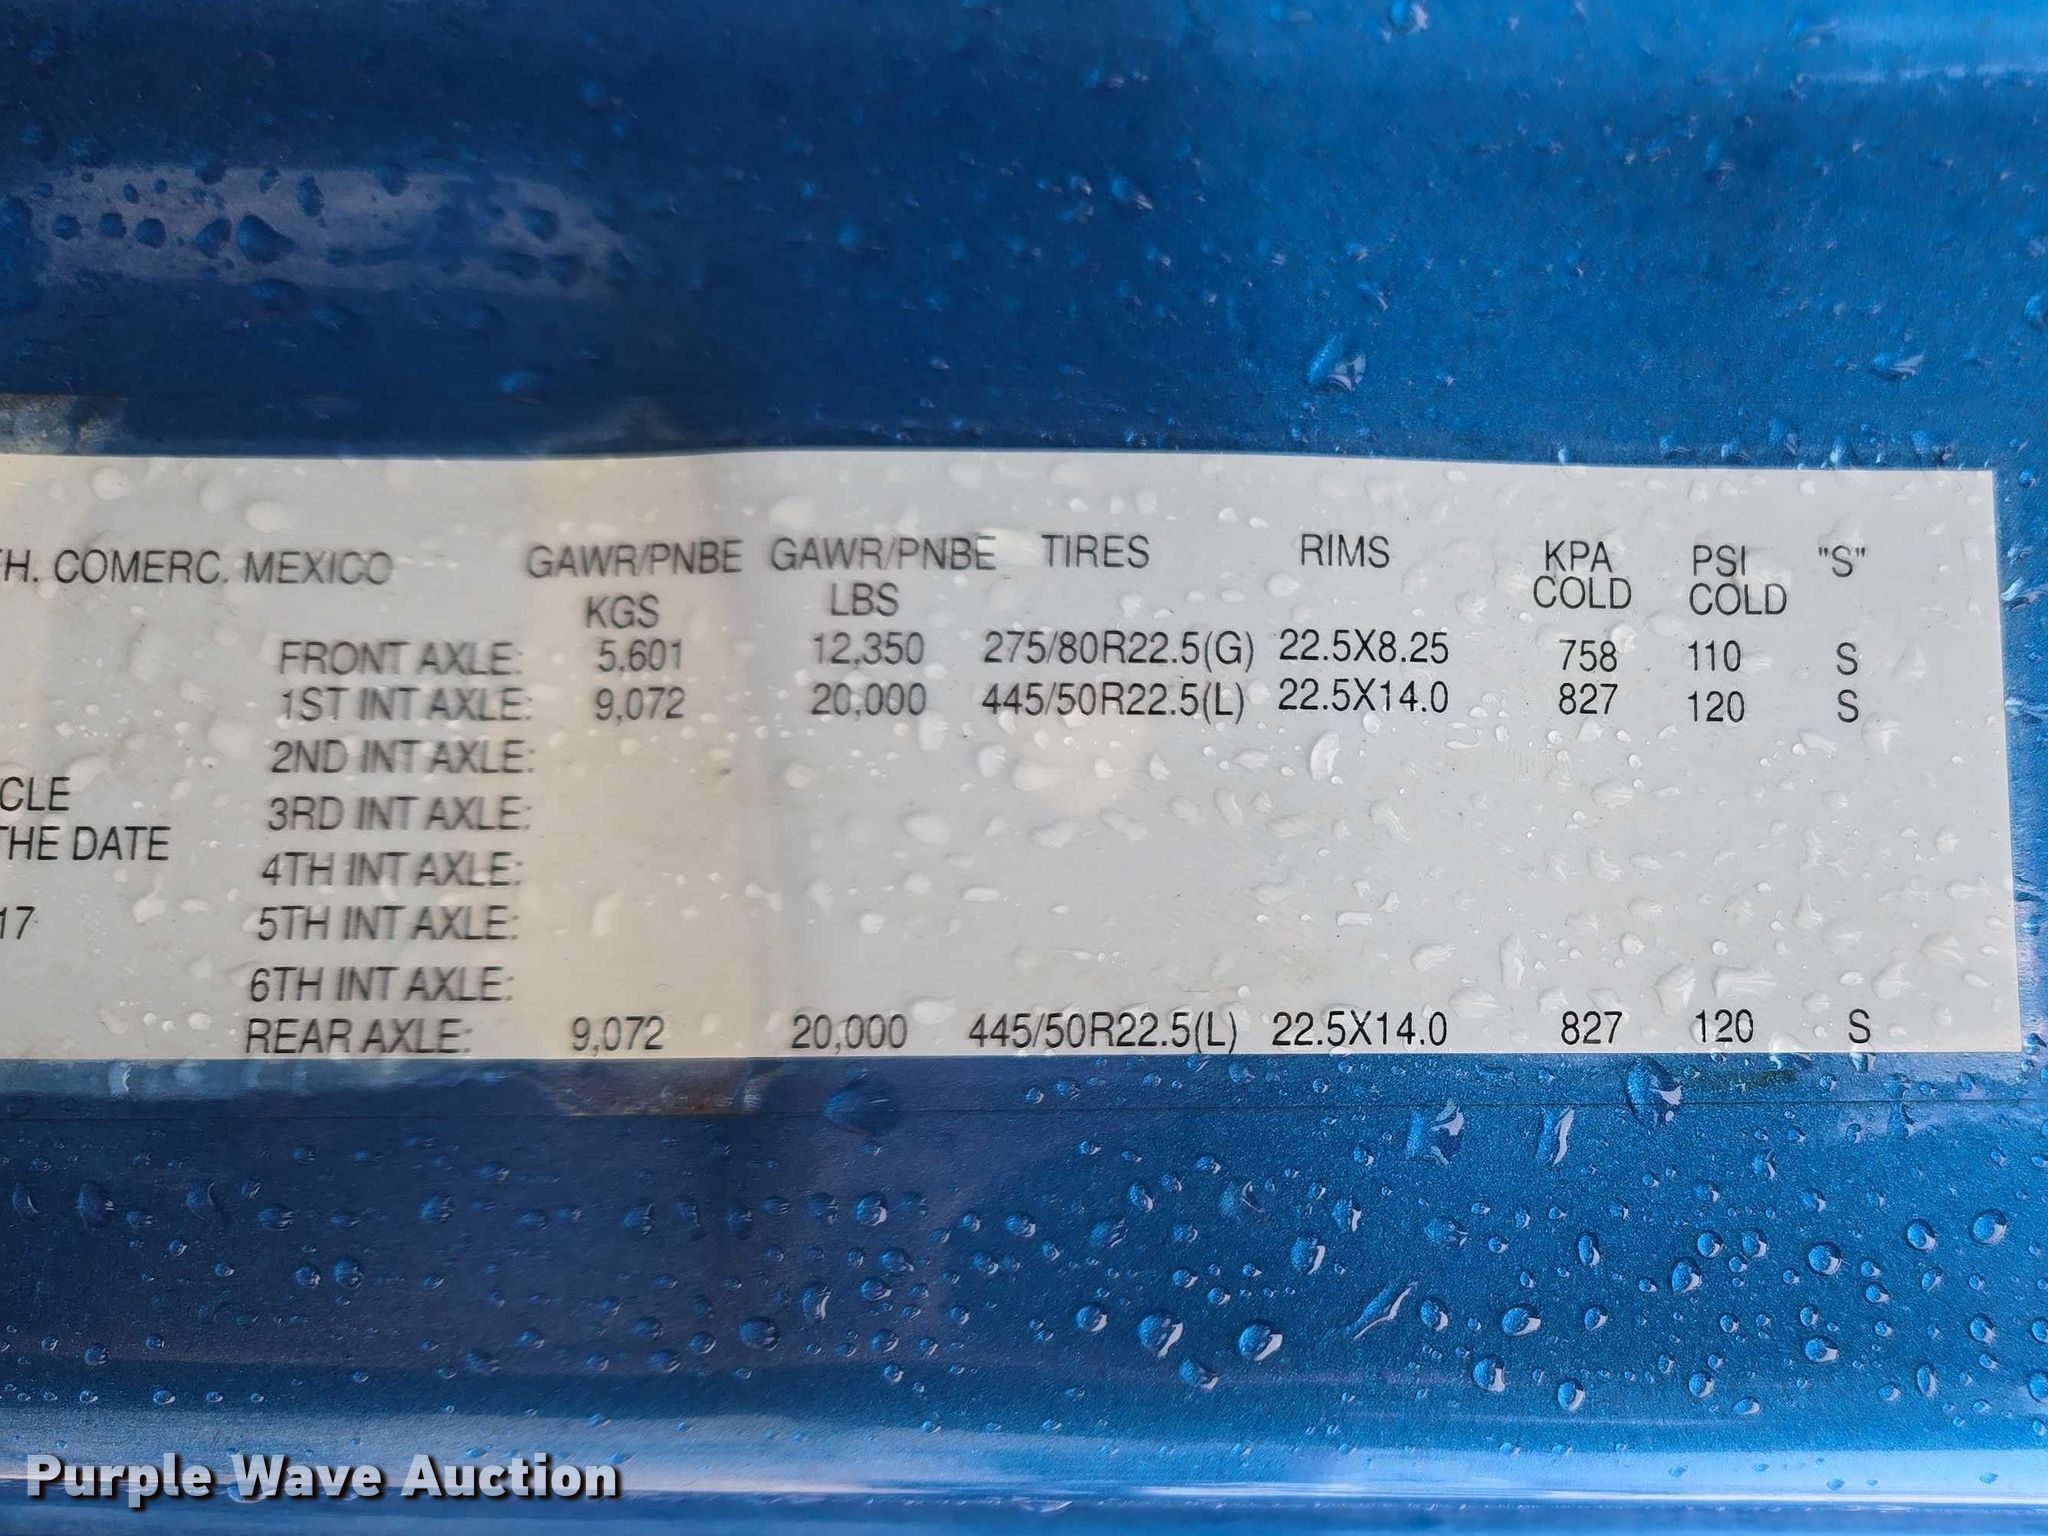 H. COMERC. MEXICO GAWR/PNBE GAWR/PNBE TIRES RIMS KPA PSI "S"
KGS LBS COLD COLD
FRONT AXLE: 5,601 12,350 275/80R22.5(G) 22.5X8.25 758 110 S
1ST INT AXLE: 9,072 20,000 445/50R22.5(L) 22.5X14.0 827 120 S
2ND INT AXLE:
CLE 3RD INT AXLE:
THE DATE 4TH INT AXLE:
17 5TH INT AXLE:
6TH INT AXLE:
REAR AXLE: 9,072 20,000 445/50R22.5(L) 22.5X14.0 827 120 S
Purple Wave Auction